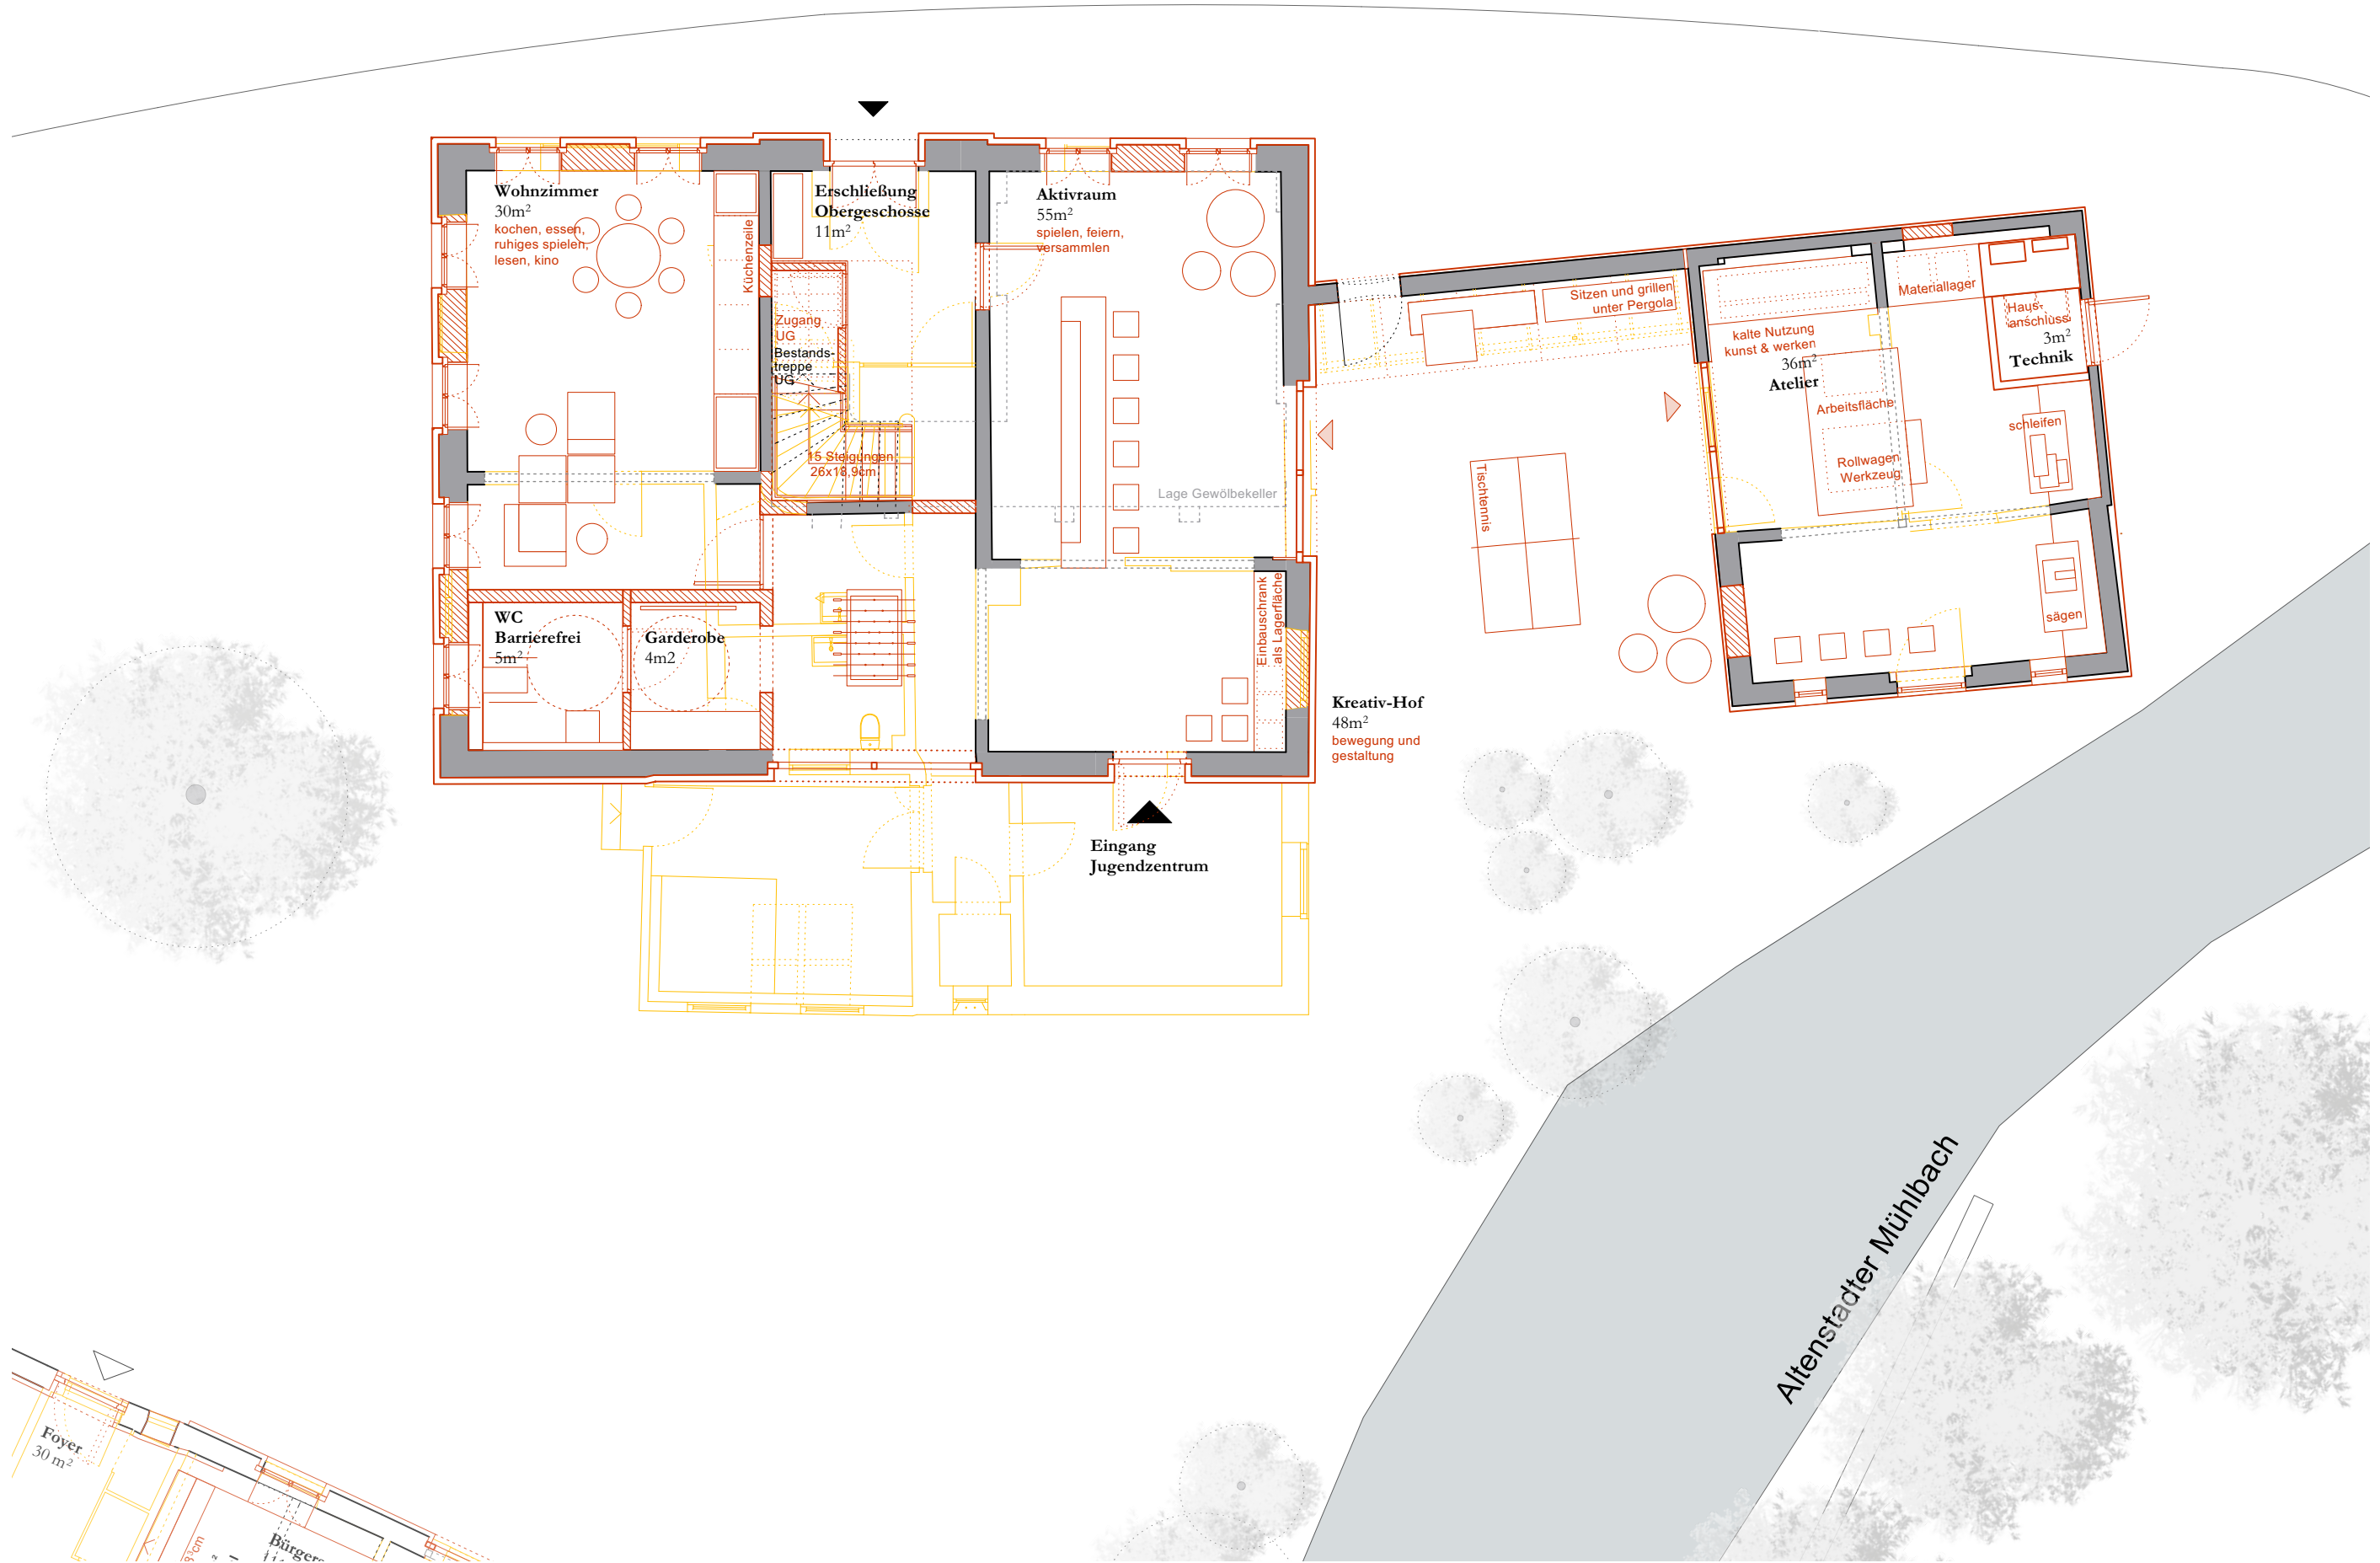 Wohnzimmer
30m²
kochen, essen,
ruhiges spielen,
lesen, kino
Küchenzeile
Erschließung
Obergeschosse
11m²
Zugang
UG
Bestands-
treppe
UG
15 Steigungen
26x18,9cm
Aktivraum
55m²
spielen, feiern,
versammlen
Lage Gewölbekeller
Einbauschrank
als Lagerfläche
WC
Barrierefrei
5m²
Garderobe
4m2
Eingang
Jugendzentrum
Kreativ-Hof
48m²
bewegung und
gestaltung
Sitzen und grillen
unter Pergola
Tischtennis
kalte Nutzung
kunst & werken
36m²
Atelier
Materiallager
Haus-
anschluss
3m²
Technik
Arbeitsfläche
Rollwagen
Werkzeug
schleifen
sägen
Altenstadter Mühlbach
Foyer
30 m²